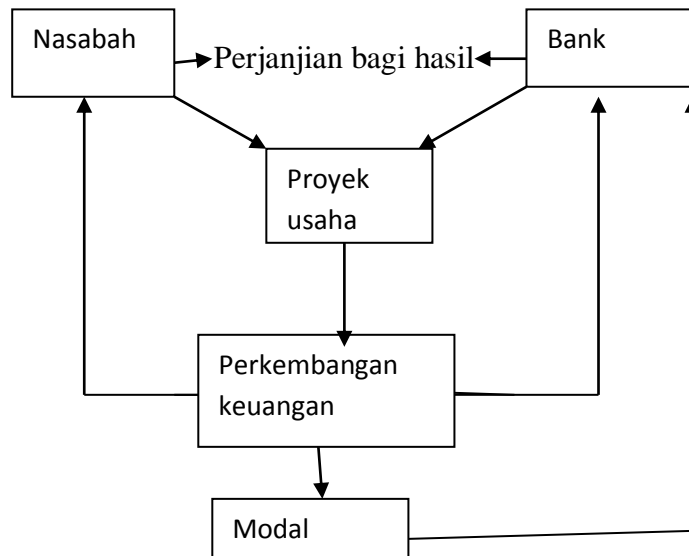 Nasabah
Perjanjian bagi hasil
Bank
Proyek
usaha
Perkembangan
keuangan
Modal